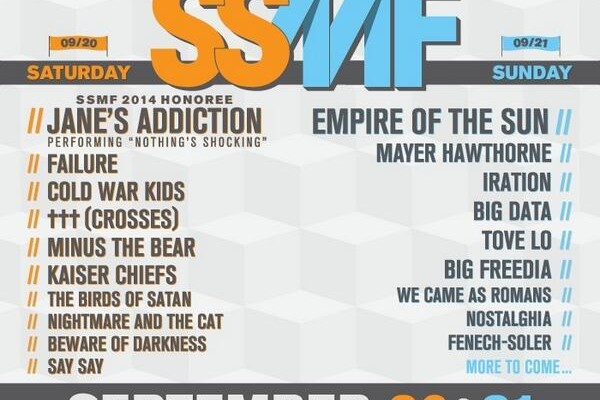 SSMF
09/20
09/21
SATURDAY
SUNDAY
SSMF 2014 HONOREE
// JANE'S ADDICTION
PERFORMING "NOTHING'S SHOCKING"
// FAILURE
// COLD WAR KIDS
// ††† (CROSSES)
// MINUS THE BEAR
// KAISER CHIEFS
// THE BIRDS OF SATAN
// NIGHTMARE AND THE CAT
// BEWARE OF DARKNESS
// SAY SAY
EMPIRE OF THE SUN //
MAYER HAWTHORNE //
IRATION //
BIG DATA //
TOVE LO //
BIG FREEDIA //
WE CAME AS ROMANS //
NOSTALGHIA //
FENECH-SOLER //
MORE TO COME...